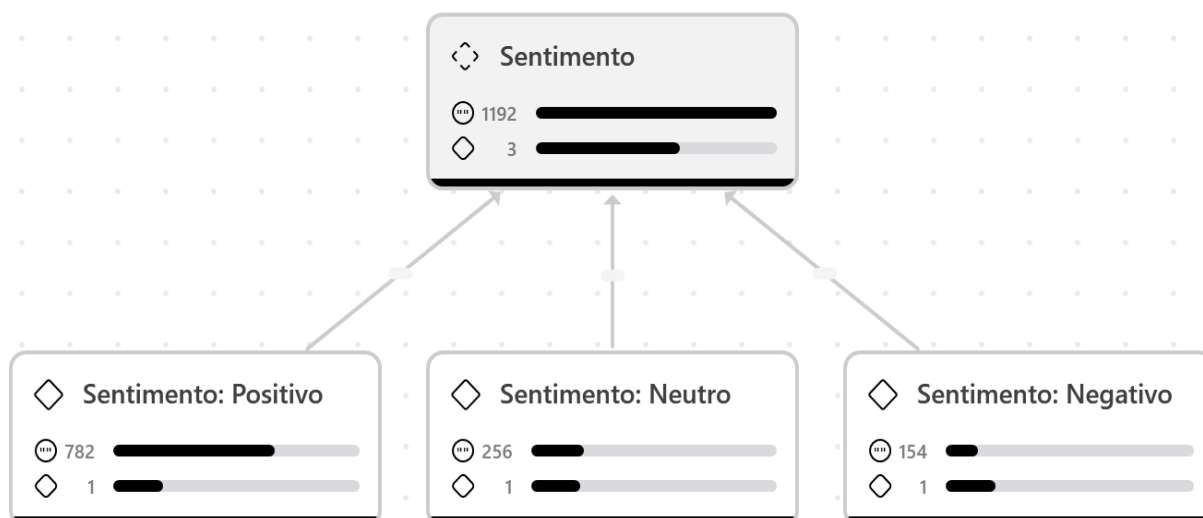 Sentimento
1192
3
Sentimento: Positivo
782
1
Sentimento: Neutro
256
1
Sentimento: Negativo
154
1